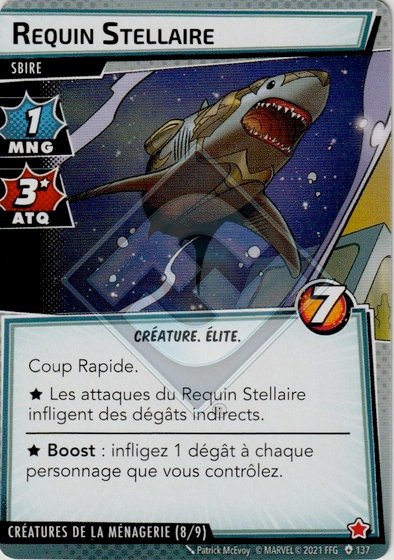 Requin Stellaire
SBIRE
1
MNG
3★
ATQ
7
CRÉATURE. ÉLITE.
Coup Rapide.
★ Les attaques du Requin Stellaire
infligent des dégâts indirects.
★ Boost : infligez 1 dégât à chaque
personnage que vous contrôlez.
CRÉATURES DE LA MÉNAGERIE (8/9)
Patrick McEvoy © MARVEL © 2021 FFG 137